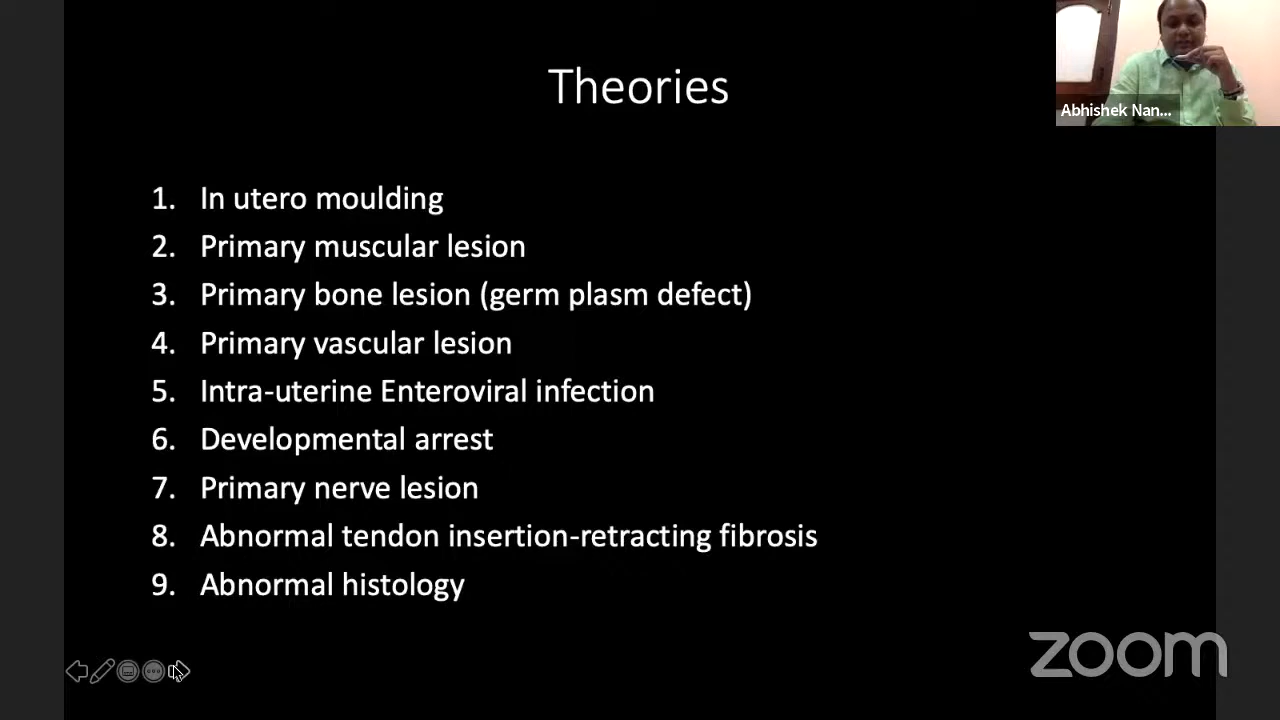 Theories
Abhishek Nan...
1. In utero moulding
2. Primary muscular lesion
3. Primary bone lesion (germ plasm defect)
4. Primary vascular lesion
5. Intra-uterine Enteroviral infection
6. Developmental arrest
7. Primary nerve lesion
8. Abnormal tendon insertion-retracting fibrosis
9. Abnormal histology
zoom